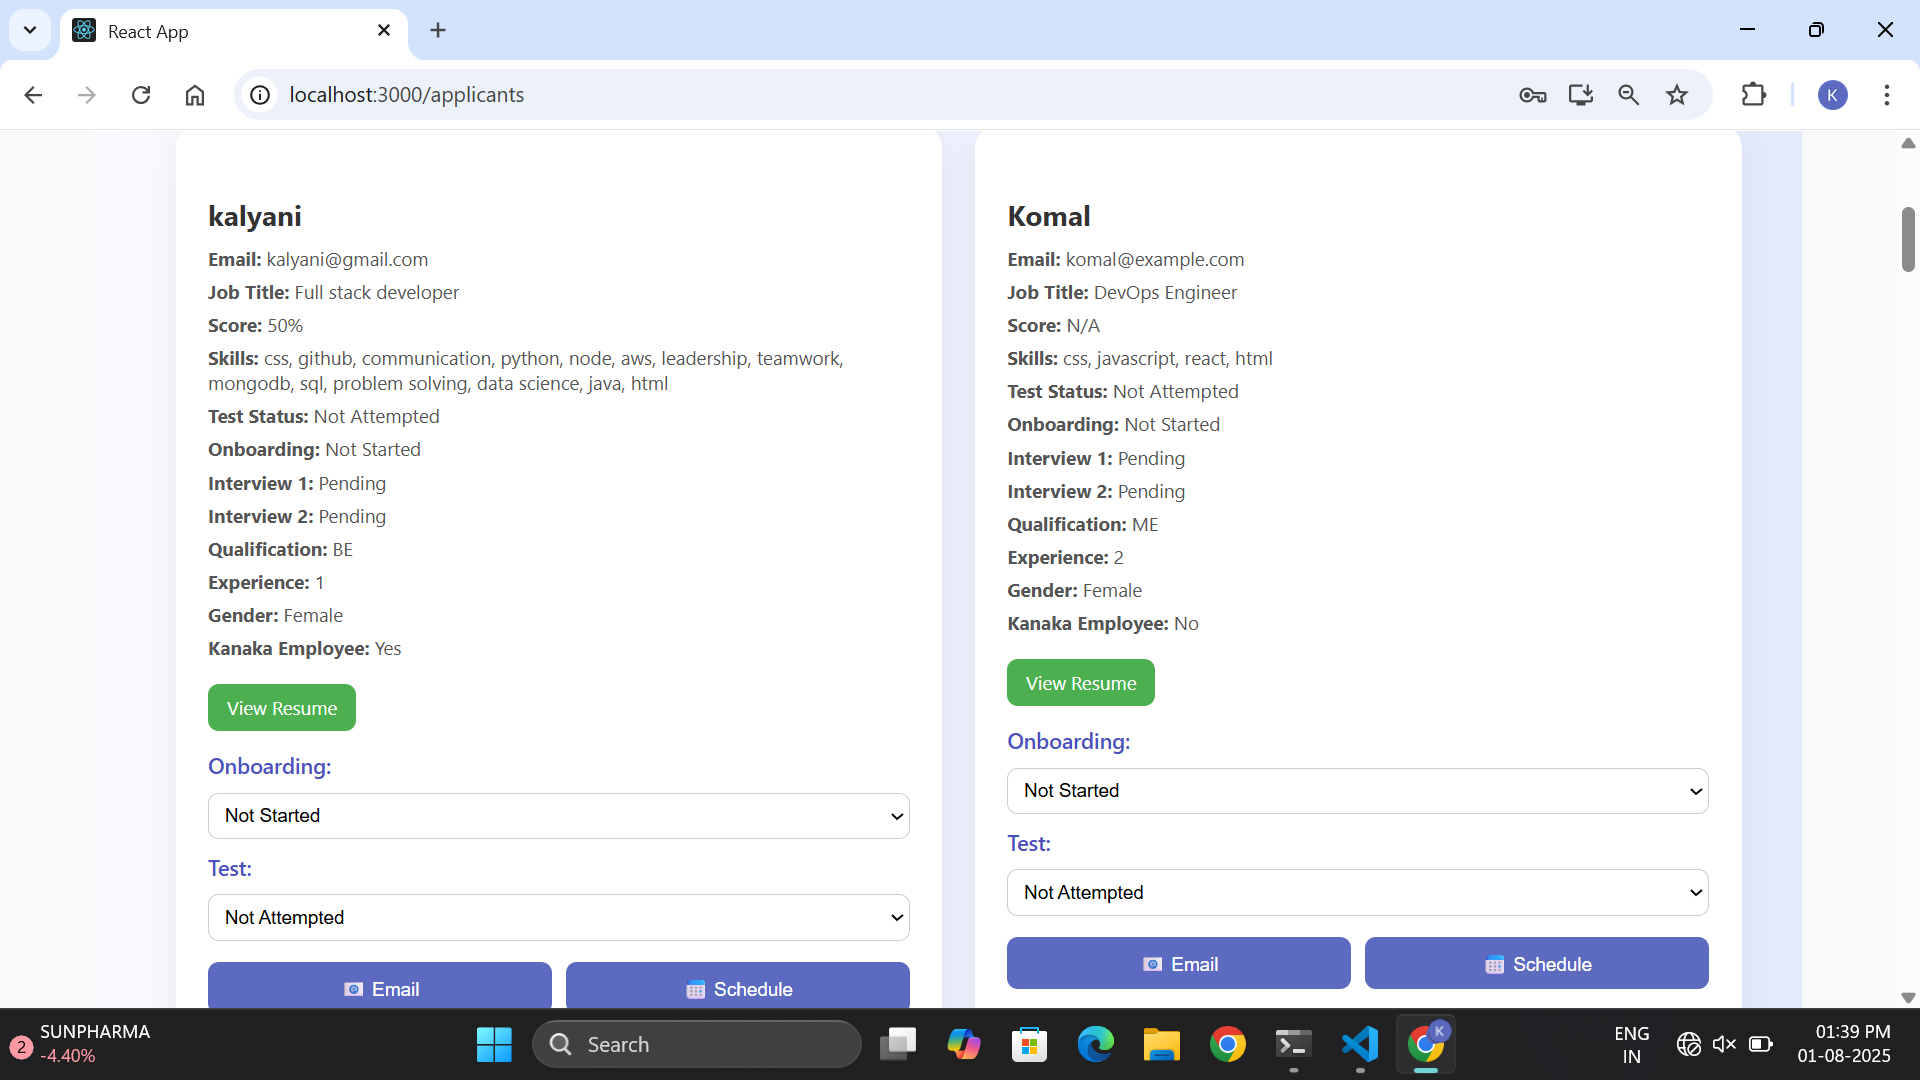 React App
localhost:3000/applicants
K
kalyani
Email: kalyani@gmail.com
Job Title: Full stack developer
Score: 50%
Skills: css, github, communication, python, node, aws, leadership, teamwork,
mongodb, sql, problem solving, data science, java, html
Test Status: Not Attempted
Onboarding: Not Started
Interview 1: Pending
Interview 2: Pending
Qualification: BE
Experience: 1
Gender: Female
Kanaka Employee: Yes
View Resume
Onboarding:
Not Started
Test:
Not Attempted
Email
Schedule
Komal
Email: komal@example.com
Job Title: DevOps Engineer
Score: N/A
Skills: css, javascript, react, html
Test Status: Not Attempted
Onboarding: Not Started
Interview 1: Pending
Interview 2: Pending
Qualification: ME
Experience: 2
Gender: Female
Kanaka Employee: No
View Resume
Onboarding:
Not Started
Test:
Not Attempted
Email
Schedule
2
SUNPHARMA
-4.40%
Search
K
ENG
IN
01:39 PM
01-08-2025